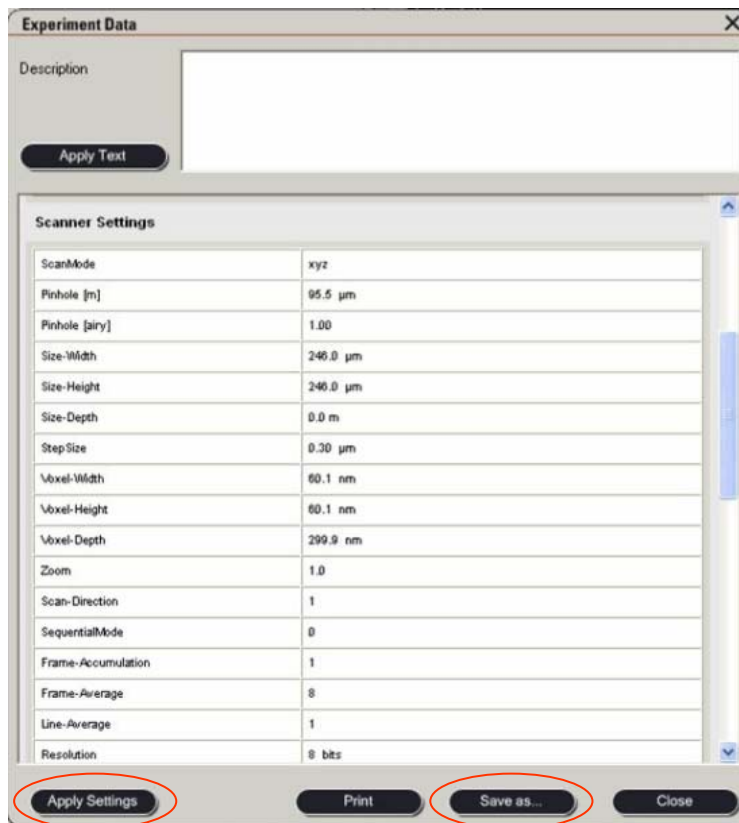 Experiment Data
Description
Apply Text
Scanner Settings
ScanMode xyz
Pinhole [m] 95.5 µm
Pinhole [airy] 1.00
Size-Width 246.0 µm
Size-Height 246.0 µm
Size-Depth 0.0 m
StepSize 0.30 µm
Voxel-Width 60.1 nm
Voxel-Height 60.1 nm
Voxel-Depth 299.9 nm
Zoom 1.0
Scan-Direction 1
SequentialMode 0
Frame-Accumulation 1
Frame-Average 8
Line-Average 1
Resolution 8 bits
Apply Settings Print Save as... Close